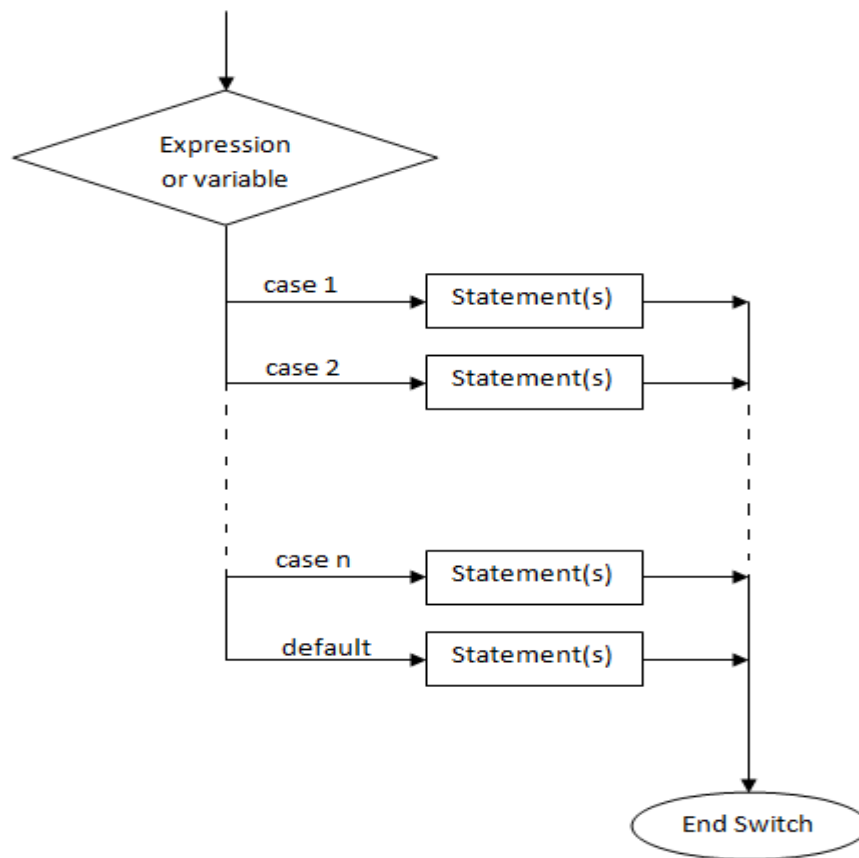 Expression
or variable
case 1
Statement(s)
case 2
Statement(s)
case n
Statement(s)
default
Statement(s)
End Switch